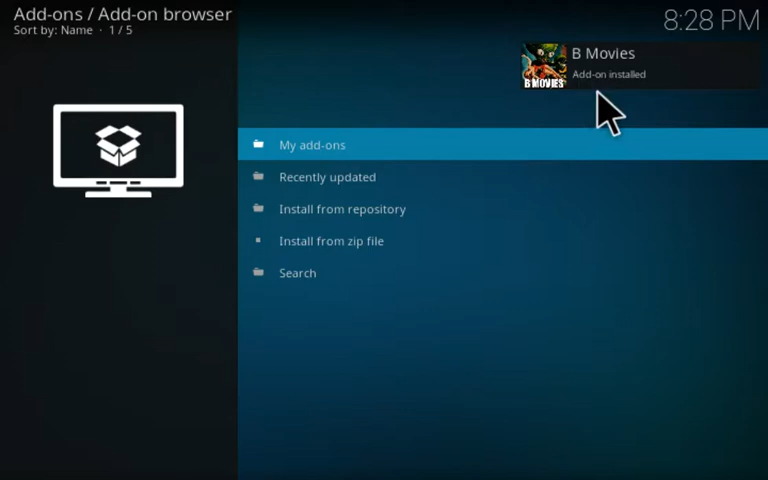 Add-ons / Add-on browser
Sort by: Name · 1 / 5
8:28 PM
B Movies
Add-on installed
B MOVIES
My add-ons
Recently updated
Install from repository
Install from zip file
Search